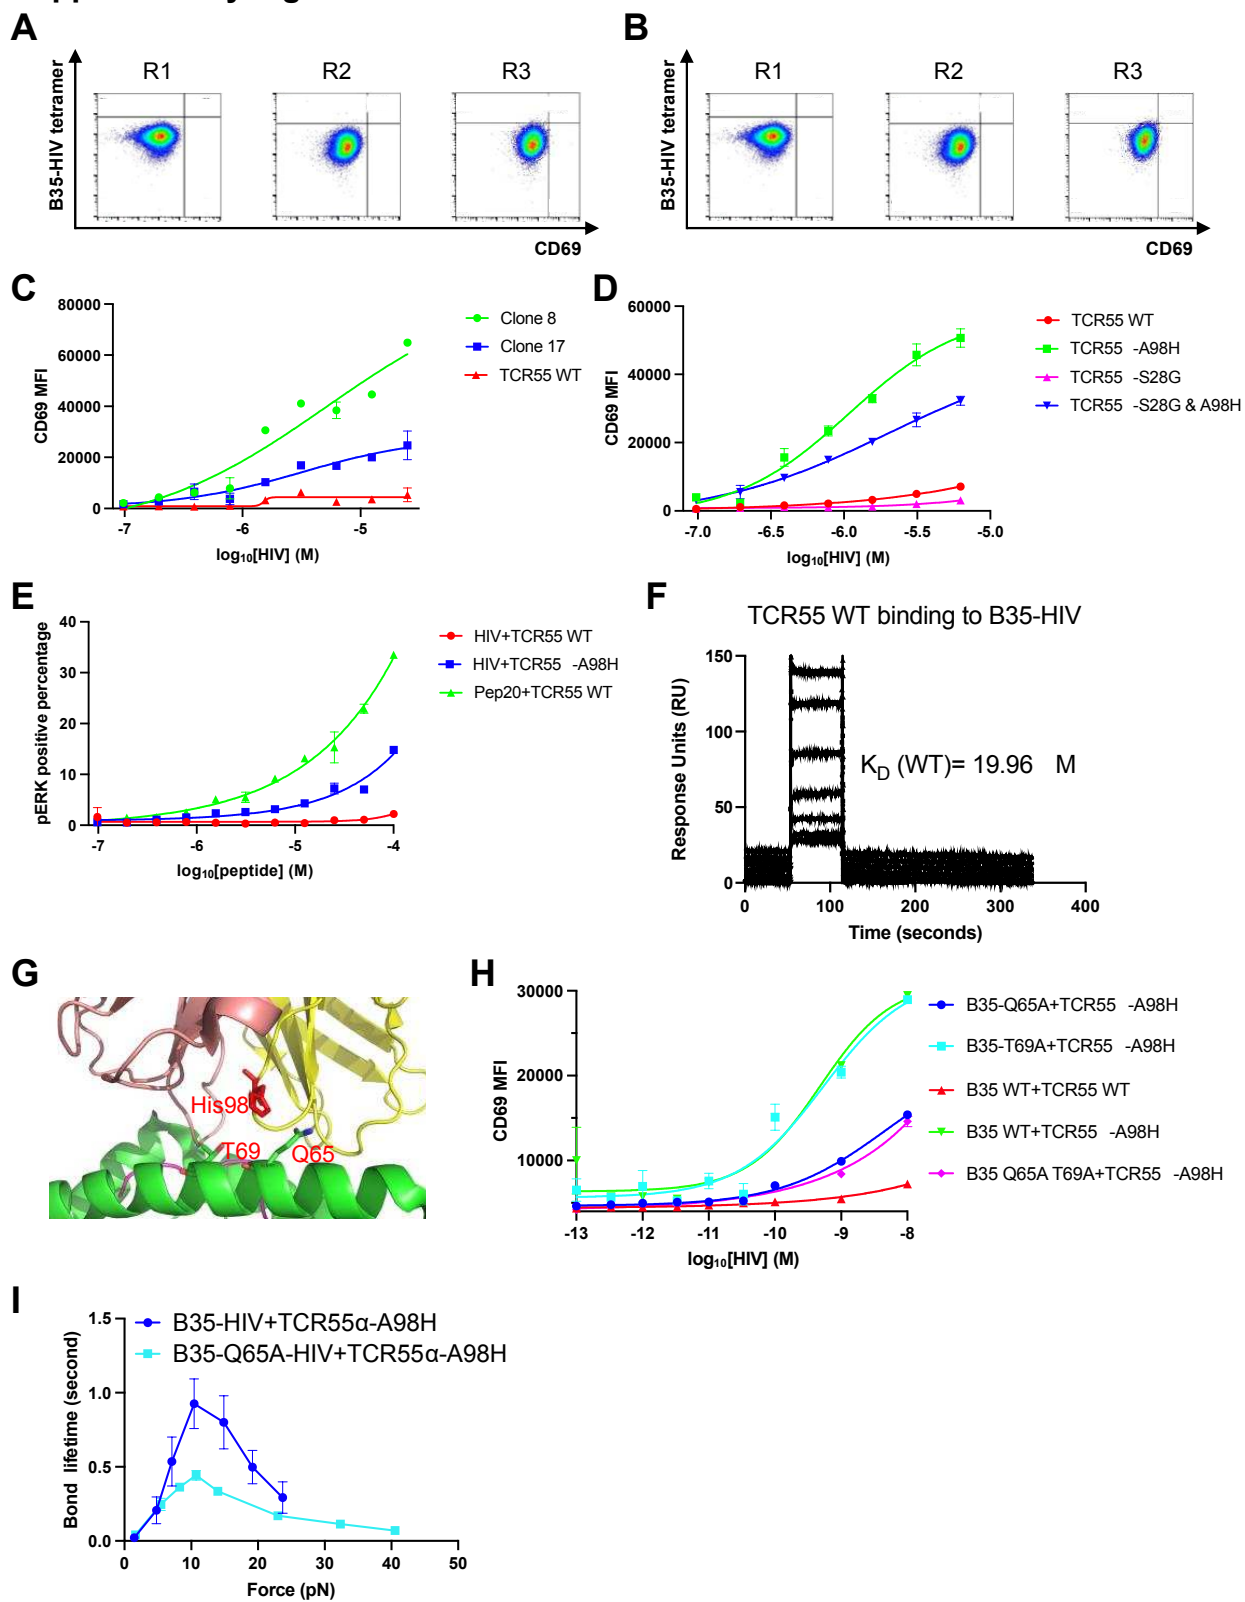 A
B35-HIV tetramer
R1
R2
R3
CD69
B
B35-HIV tetramer
R1
R2
R3
CD69
C
80000
60000
40000
20000
0
CD69 MFI
-7
-6
-5
log10[HIV] (M)
Clone 8
Clone 17
TCR55 WT
D
60000
40000
20000
0
CD69 MFI
-7.0
-6.5
-6.0
-5.5
-5.0
log10[HIV] (M)
TCR55 WT
TCR55 -A98H
TCR55 -S28G
TCR55 -S28G & A98H
E
40
30
20
10
0
pERK positive percentage
-7
-6
-5
-4
log10[peptide] (M)
HIV+TCR55 WT
HIV+TCR55 -A98H
Pep20+TCR55 WT
F
TCR55 WT binding to B35-HIV
150
100
50
0
Response Units (RU)
KD (WT)= 19.96 M
0
100
200
300
400
Time (seconds)
G
His98
T69
Q65
H
30000
20000
10000
CD69 MFI
-13
-12
-11
-10
-9
-8
log10[HIV] (M)
B35-Q65A+TCR55 -A98H
B35-T69A+TCR55 -A98H
B35 WT+TCR55 WT
B35 WT+TCR55 -A98H
B35 Q65A T69A+TCR55 -A98H
I
1.5
1.0
0.5
0.0
Bond lifetime (second)
B35-HIV+TCR55α-A98H
B35-Q65A-HIV+TCR55α-A98H
0
10
20
30
40
50
Force (pN)